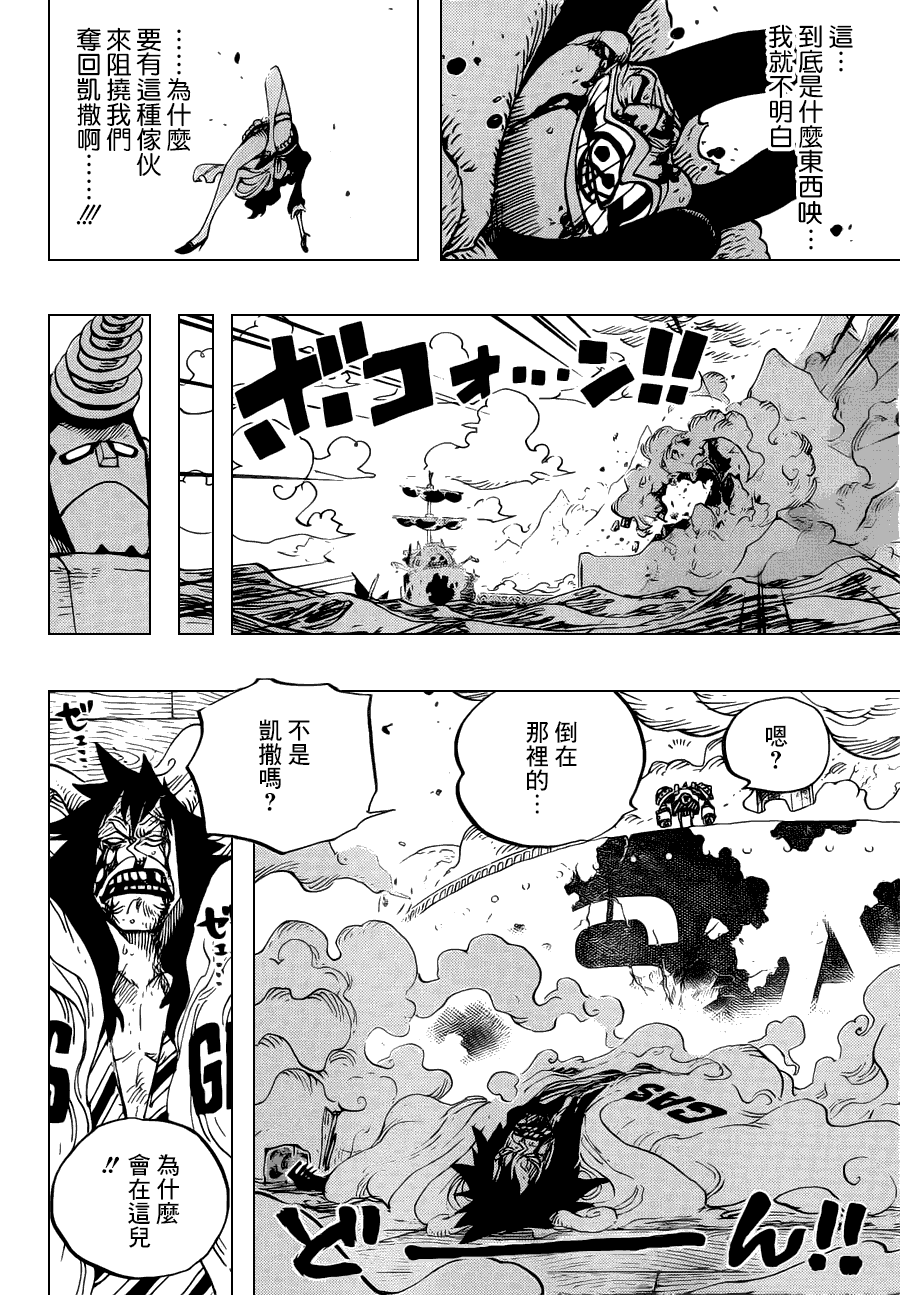 這…
到底是什麼東西呀…
我就不明白
……為什麼
要有這種傢伙
來阻撓我們
奪回凱撒啊……!!!
ボコォ…ン!!
嗯?
倒在
那裡的…
不是
凱撒嗎?
GAS
どーーん!!
ゼェ…
ゼェ…
GAS
為什麼
會在這兒
!!